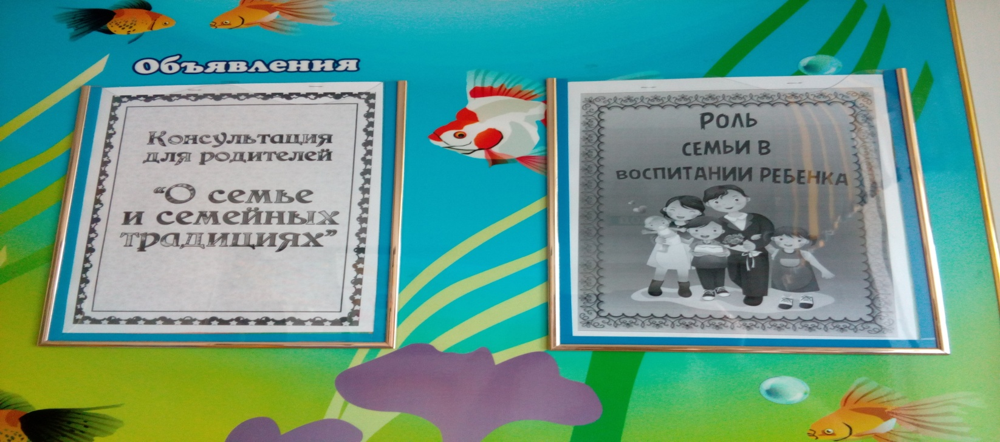 Объявления
Консультация
для родителей
“О семье
и семейных
традициях”
РОЛЬ
СЕМЬИ В
ВОСПИТАНИИ РЕБЕНКА